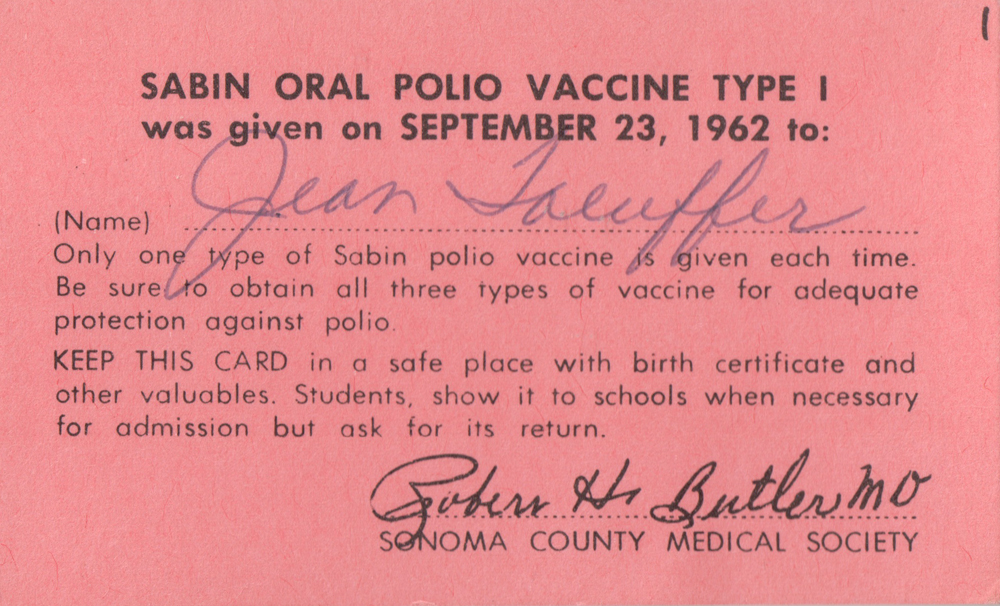 1
SABIN ORAL POLIO VACCINE TYPE I
was given on SEPTEMBER 23, 1962 to:
(Name) Jean Taeuffer
Only one type of Sabin polio vaccine is given each time.
Be sure to obtain all three types of vaccine for adequate
protection against polio.
KEEP THIS CARD in a safe place with birth certificate and
other valuables. Students, show it to schools when necessary
for admission but ask for its return.
Robert H. Butler MD
SONOMA COUNTY MEDICAL SOCIETY